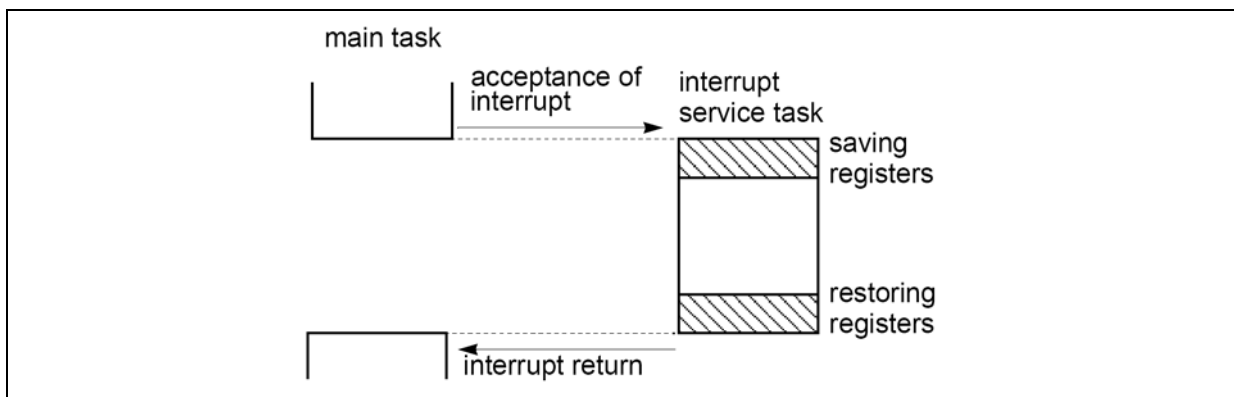 main task
acceptance of
interrupt
interrupt
service task
saving
registers
restoring
registers
interrupt return